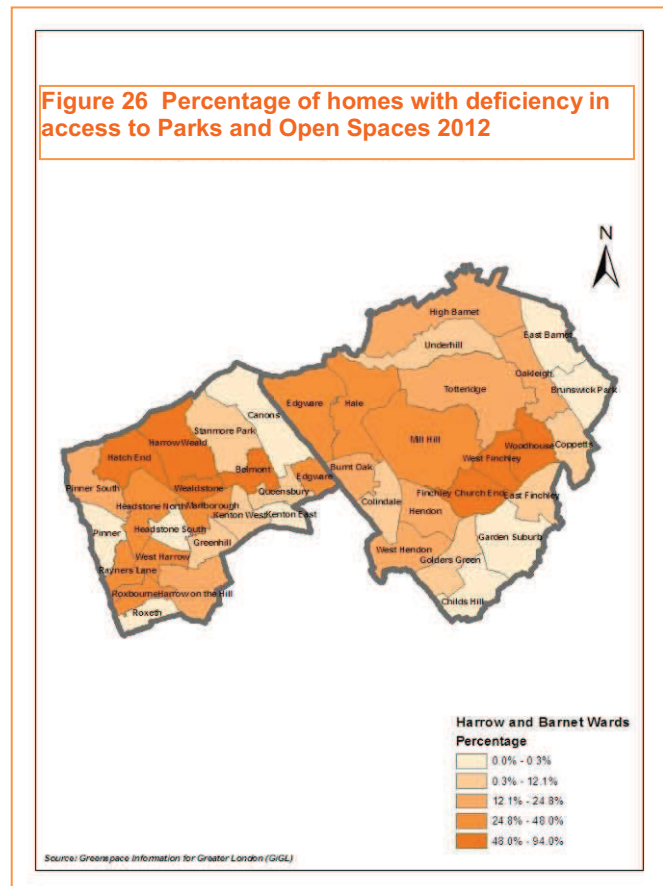 Figure 26  Percentage of homes with deficiency in
access to Parks and Open Spaces 2012
N
High Barnet
East Barnet
Underhill
Oakleigh
Totteridge
Brunswick Park
Edgware
Hale
Canons
Stanmore Park
Mill Hill
Woodhouse
Coppetts
Harrow Weald
Hatch End
West Finchley
Belmont
Edgware
Burnt Oak
Pinner South
Wealdstone
Queensbury
Finchley Church End
East Finchley
Colindale
Headstone North
Marlborough
Kenton West
Kenton East
Hendon
Pinner
Headstone South
Garden Suburb
Greenhill
West Hendon
West Harrow
Golders Green
Rayners Lane
Roxbourne
Harrow on the Hill
Childs Hill
Roxeth
Harrow and Barnet Wards
Percentage
0.0% - 0.3%
0.3% - 12.1%
12.1% - 24.8%
24.8% - 48.0%
48.0% - 94.0%
Source: Greenspace Information for Greater London (GiGL)